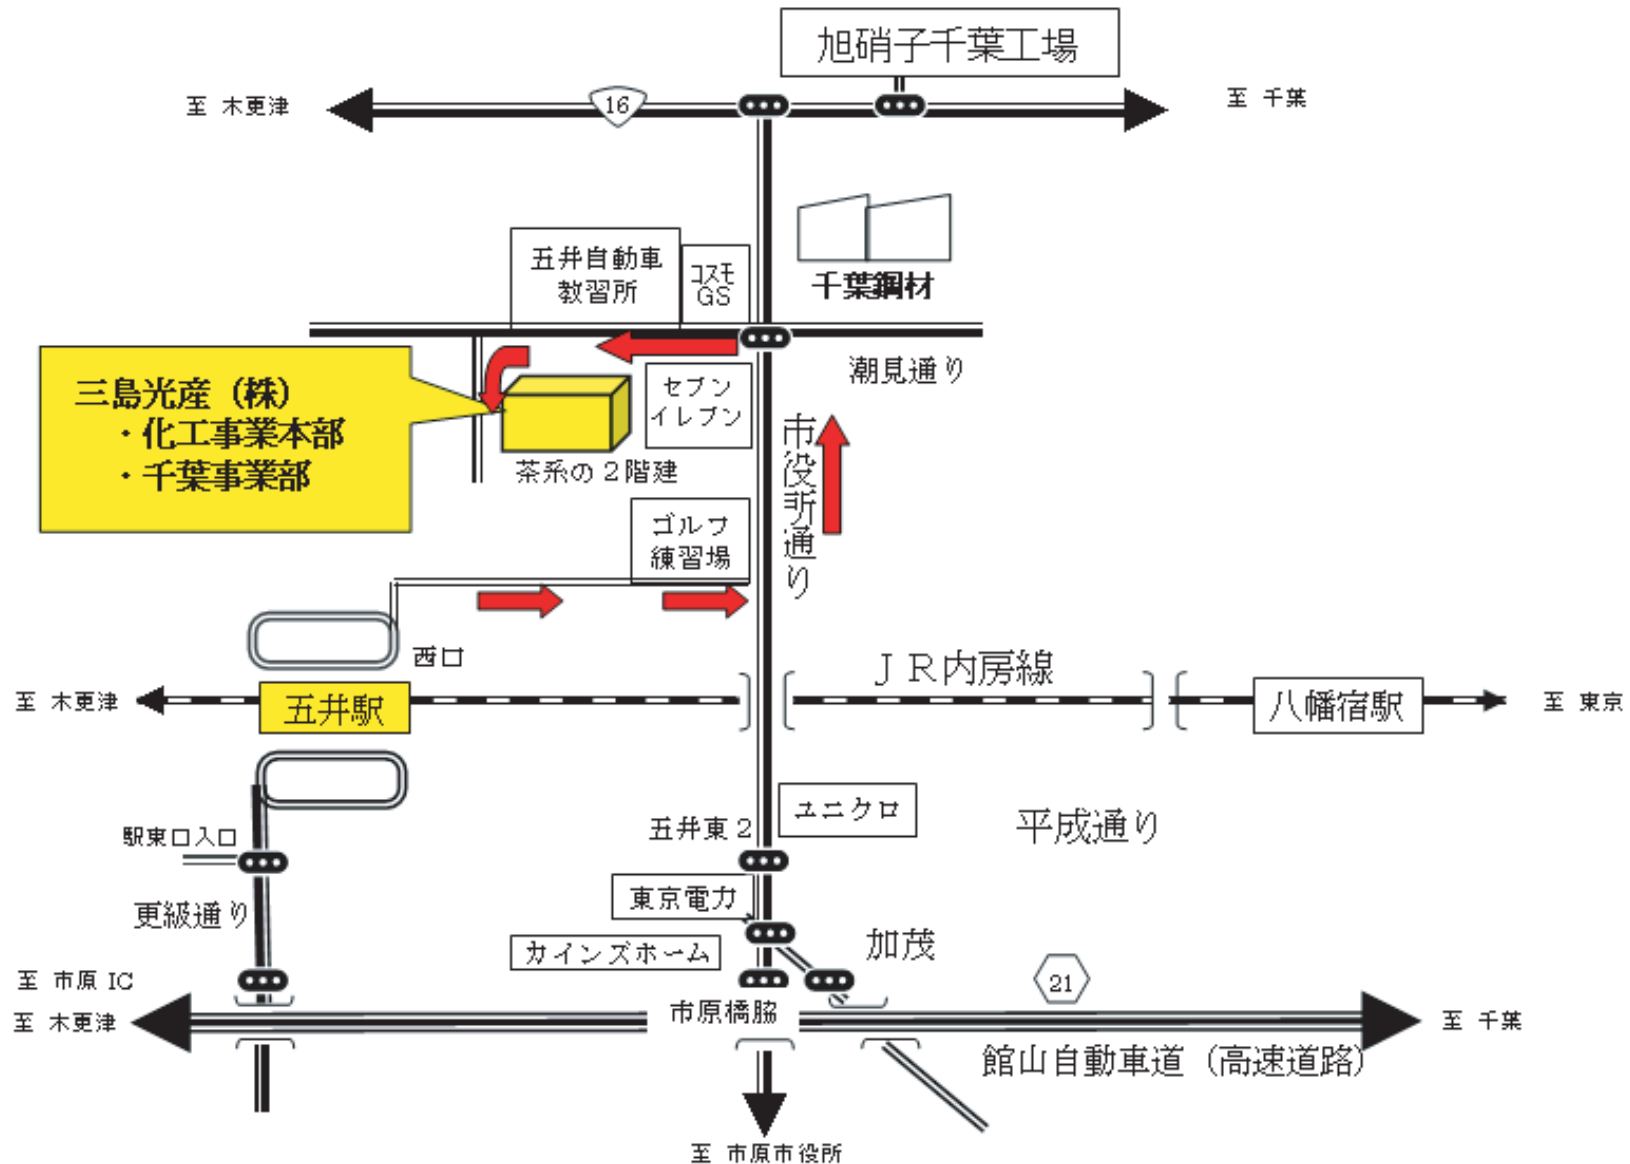 旭硝子千葉工場
至 木更津
16
至 千葉
五井自動車
教習所
コスモ
GS
千葉鋼材
潮見通り
三島光産（株）
・化工事業本部
・千葉事業部
セブン
イレブン
茶系の２階建
市役所通り
ゴルフ
練習場
西口
ＪＲ内房線
至 木更津
五井駅
八幡宿駅
至 東京
ユニクロ
五井東２
平成通り
駅東口入口
東京電力
更級通り
カインズホーム
加茂
至 市原 IC
21
至 木更津
市原橋脇
至 千葉
館山自動車道（高速道路）
至 市原市役所